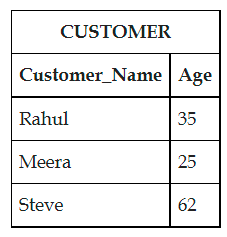 CUSTOMER
Customer_Name Age
Rahul 35
Meera 25
Steve 62